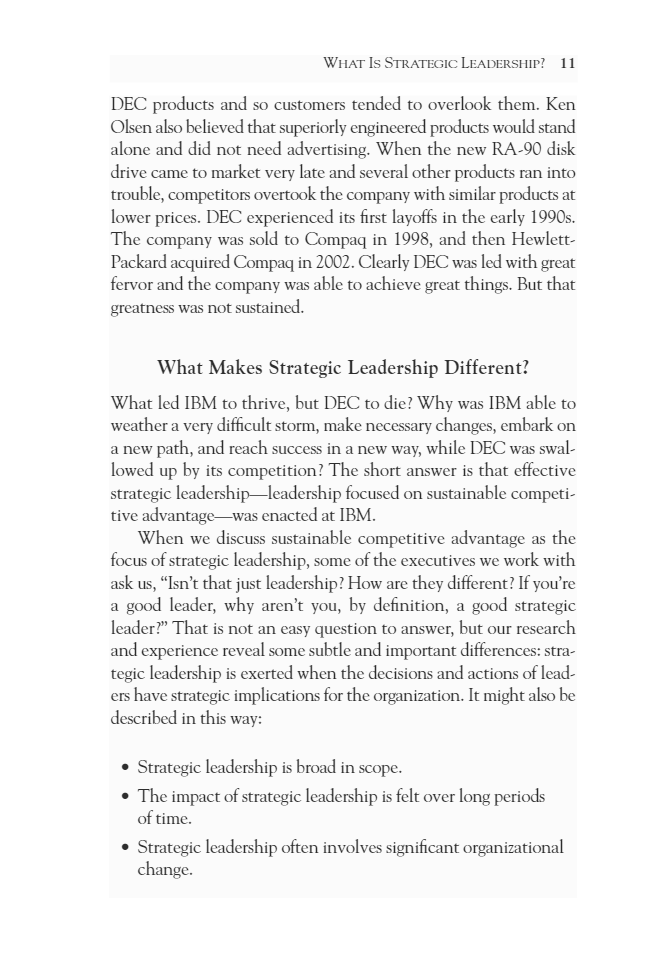 WHAT IS STRATEGIC LEADERSHIP? 11
DEC products and so customers tended to overlook them. Ken
Olsen also believed that superiorly engineered products would stand
alone and did not need advertising. When the new RA-90 disk
drive came to market very late and several other products ran into
trouble, competitors overtook the company with similar products at
lower prices. DEC experienced its first layoffs in the early 1990s.
The company was sold to Compaq in 1998, and then Hewlett-
Packard acquired Compaq in 2002. Clearly DEC was led with great
fervor and the company was able to achieve great things. But that
greatness was not sustained.
What Makes Strategic Leadership Different?
What led IBM to thrive, but DEC to die? Why was IBM able to
weather a very difficult storm, make necessary changes, embark on
a new path, and reach success in a new way, while DEC was swal-
lowed up by its competition? The short answer is that effective
strategic leadership—leadership focused on sustainable competi-
tive advantage—was enacted at IBM.
When we discuss sustainable competitive advantage as the
focus of strategic leadership, some of the executives we work with
ask us, “Isn’t that just leadership? How are they different? If you’re
a good leader, why aren’t you, by definition, a good strategic
leader?” That is not an easy question to answer, but our research
and experience reveal some subtle and important differences: stra-
tegic leadership is exerted when the decisions and actions of lead-
ers have strategic implications for the organization. It might also be
described in this way:
• Strategic leadership is broad in scope.
• The impact of strategic leadership is felt over long periods
of time.
• Strategic leadership often involves significant organizational
change.